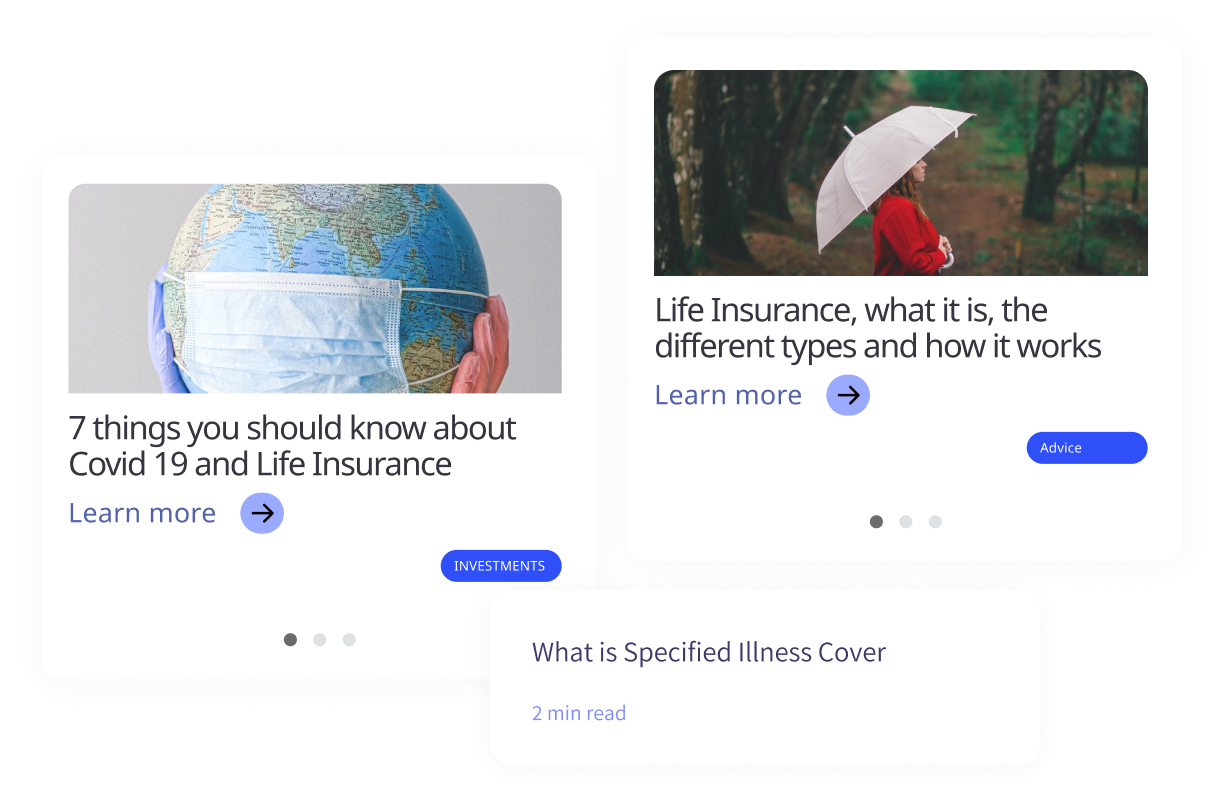 7 things you should know about
Covid 19 and Life Insurance
Learn more
INVESTMENTS
Life Insurance, what it is, the
different types and how it works
Learn more
Advice
What is Specified Illness Cover
2 min read